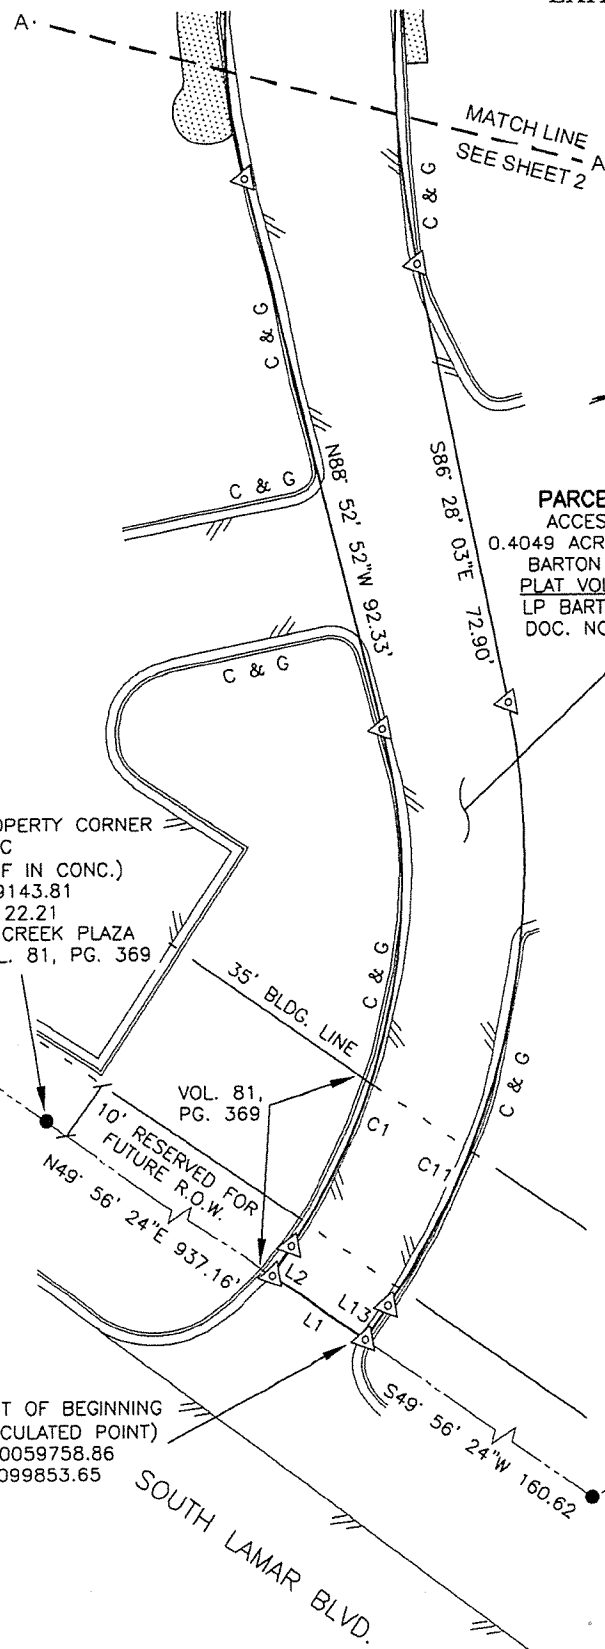 A
MATCH LINE
SEE SHEET 2
A
C & G
C & G
C & G
N88° 52' 52"W 92.33'
S86° 28' 03"E 72.90'
PARCE
ACCES
0.4049 ACR
BARTON
PLAT VOL
LP BART
DOC. NO
C & G
OPERTY CORNER
C
F IN CONC.)
9143.81
122.21
CREEK PLAZA
L. 81, PG. 369
C & G
35' BLDG. LINE
C & G
VOL. 81,
PG. 369
C1
C11
10' RESERVED FOR
FUTURE R.O.W.
N49° 56' 24"E 937.16'
L2
L13
L1
T OF BEGINNING
CULATED POINT)
0059758.86
099853.65
S49° 56' 24"W 160.62
SOUTH LAMAR BLVD.